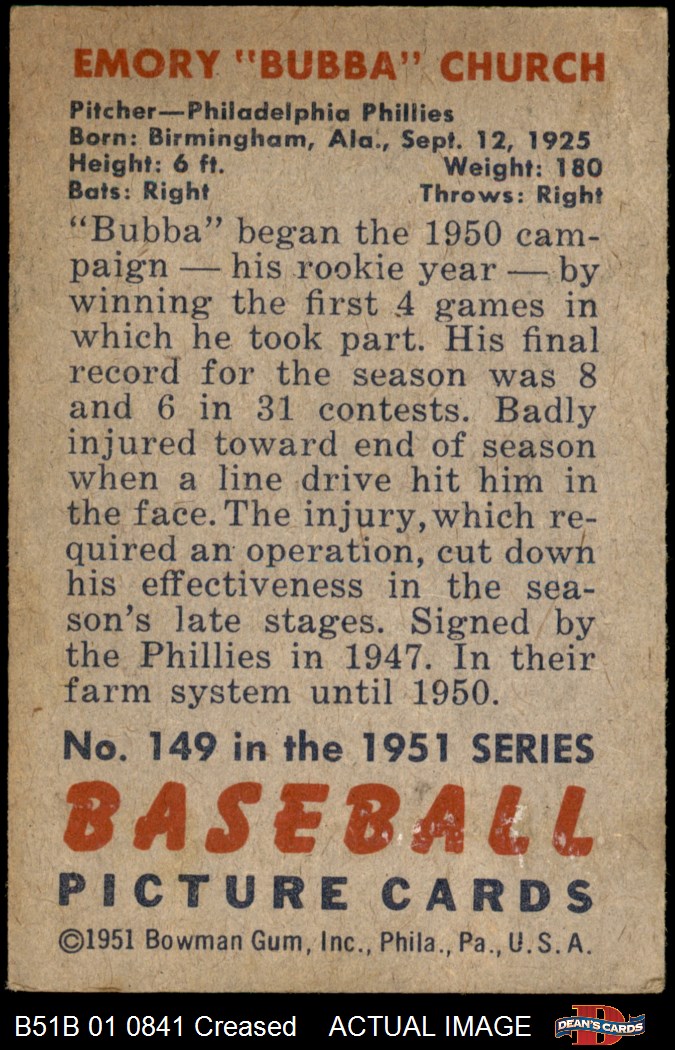 EMORY "BUBBA" CHURCH
Pitcher—Philadelphia Phillies
Born: Birmingham, Ala., Sept. 12, 1925
Height: 6 ft. Weight: 180
Bats: Right Throws: Right
"Bubba" began the 1950 cam-
paign — his rookie year — by
winning the first 4 games in
which he took part. His final
record for the season was 8
and 6 in 31 contests. Badly
injured toward end of season
when a line drive hit him in
the face. The injury, which re-
quired an operation, cut down
his effectiveness in the sea-
son's late stages. Signed by
the Phillies in 1947. In their
farm system until 1950.
No. 149 in the 1951 SERIES
BASEBALL
PICTURE CARDS
©1951 Bowman Gum, Inc., Phila., Pa., U.S.A.
B51B 01 0841 Creased ACTUAL IMAGE
D
DEAN'S CARDS